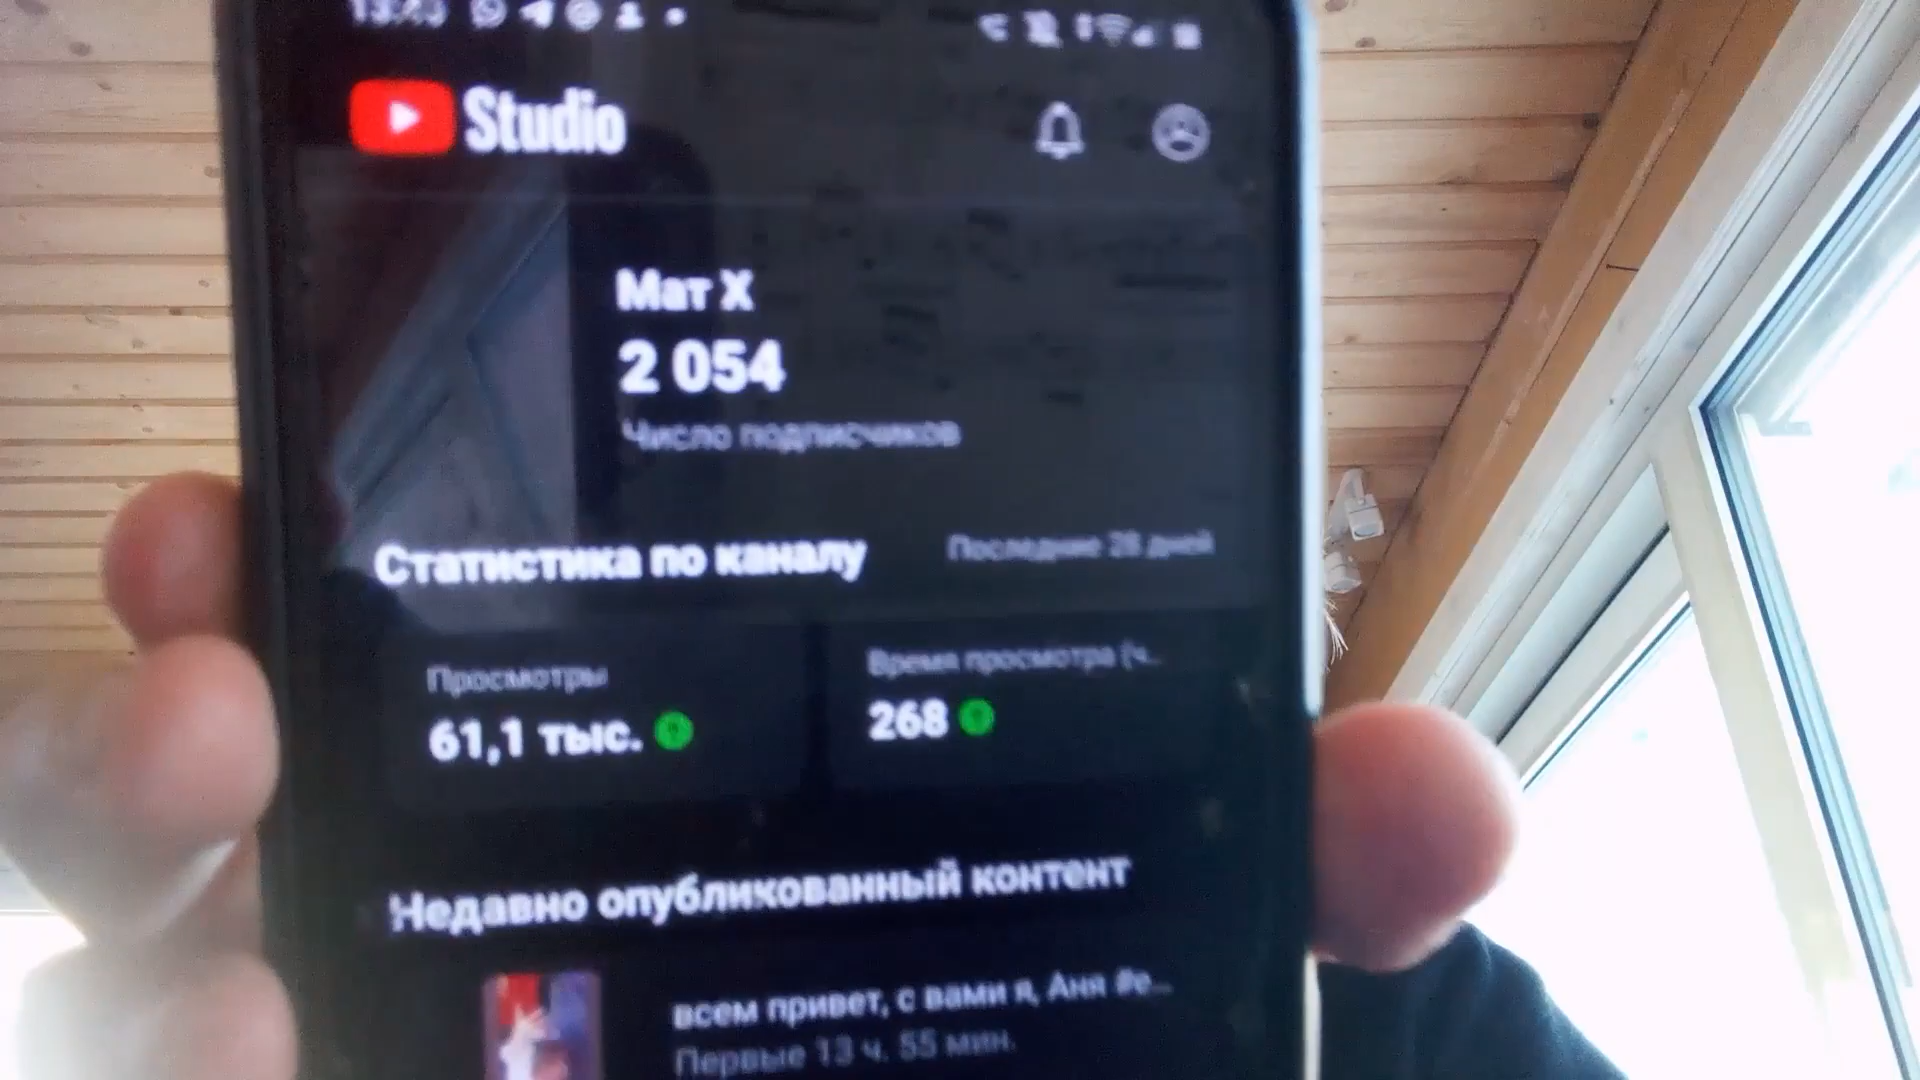 Studio
Мат X
2 054
Число подписчиков
Статистика по каналу
Последние 28 дней
Просмотры
61,1 тыс.
Время просмотра (ч...
268
Недавно опубликованный контент
всем привет, с вами я, Аня #е...
Первые 13 ч. 55 мин.